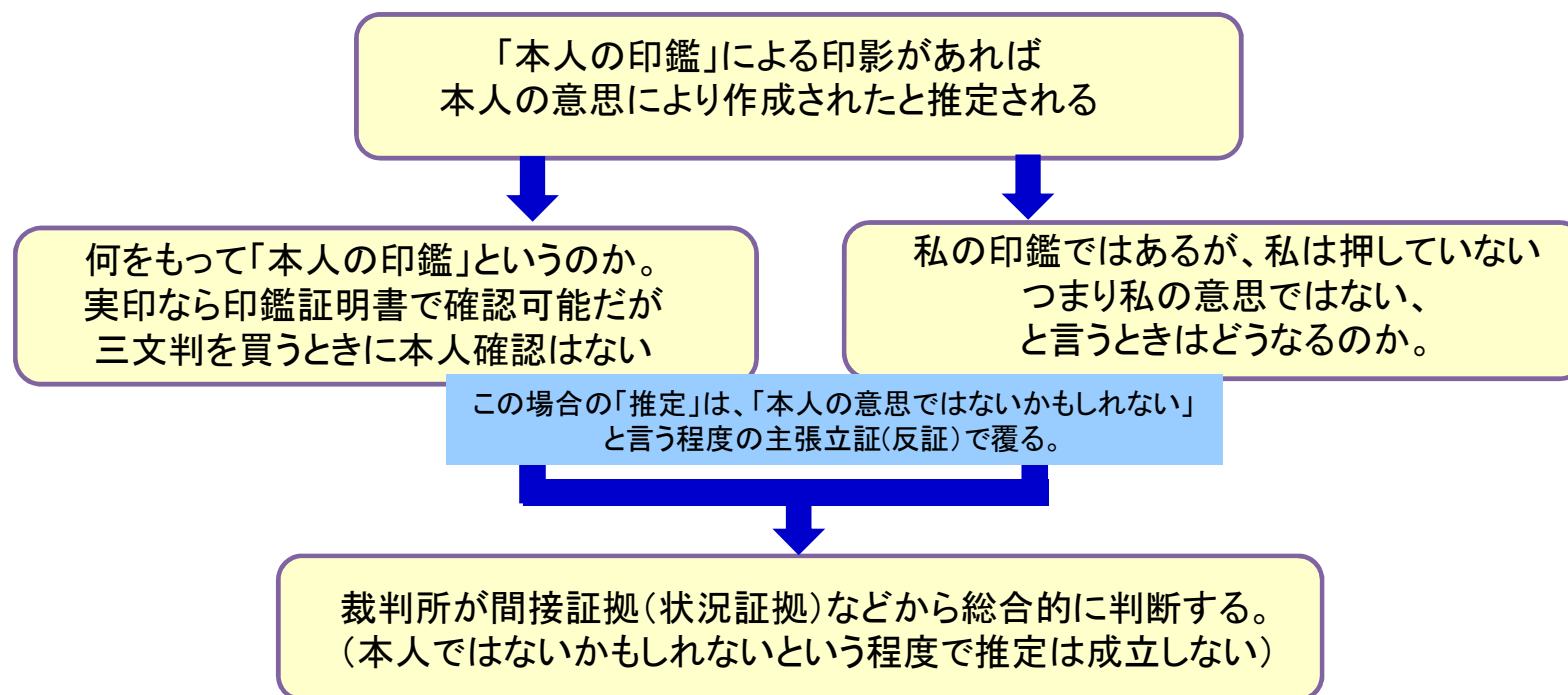 「本人の印鑑」による印影があれば
本人の意思により作成されたと推定される
何をもって「本人の印鑑」というのか。
実印なら印鑑証明書で確認可能だが
三文判を買うときに本人確認はない
私の印鑑ではあるが、私は押していない
つまり私の意思ではない、
と言うときはどうなるのか。
この場合の「推定」は、「本人の意思ではないかもしれない」
と言う程度の主張立証(反証)で覆る。
裁判所が間接証拠(状況証拠)などから総合的に判断する。
(本人ではないかもしれないという程度で推定は成立しない)